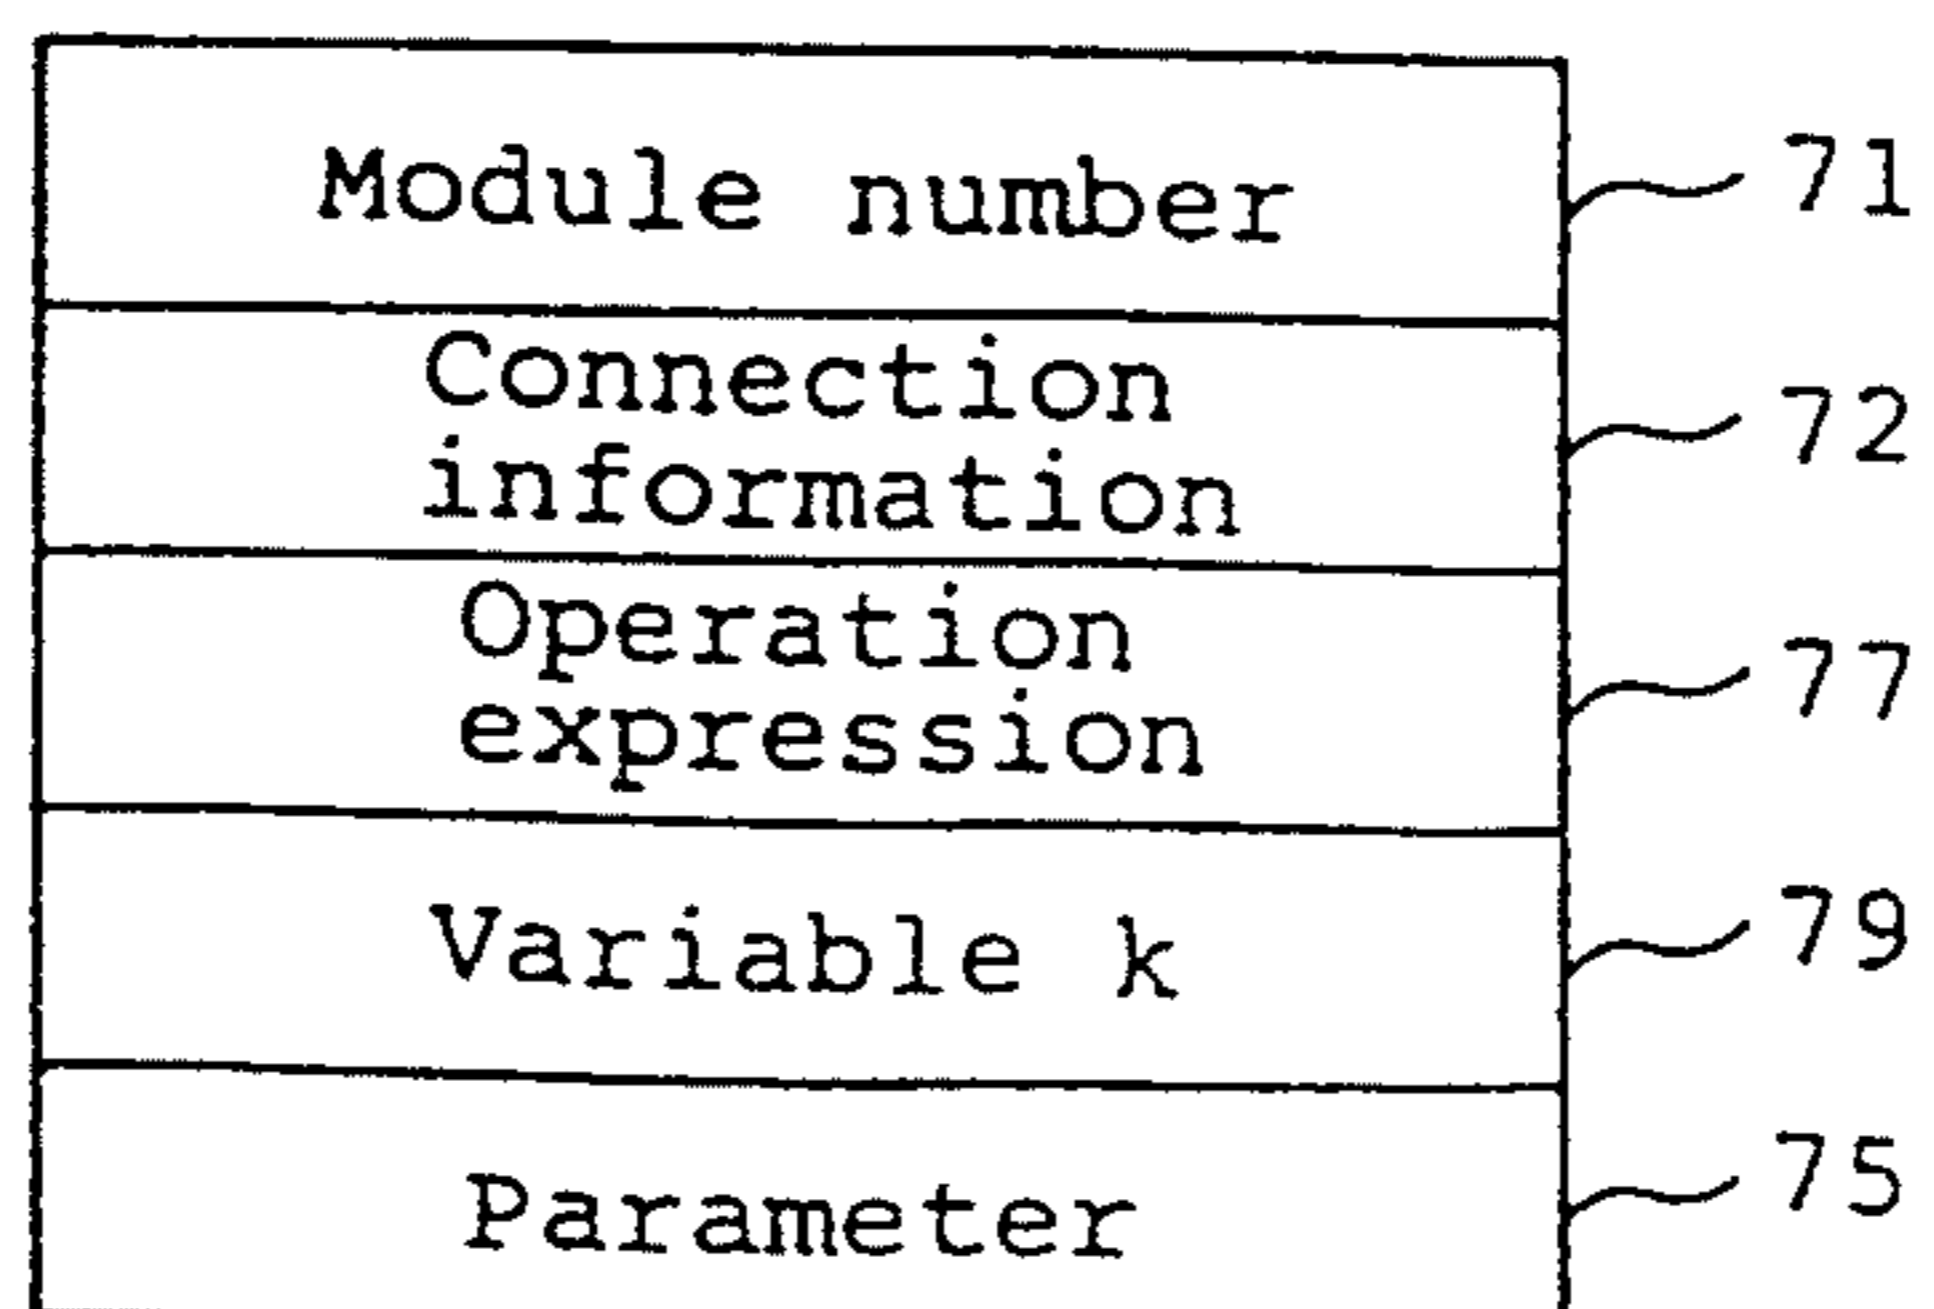 Module number 71
Connection
information 72
Operation
expression 77
Variable k 79
Parameter 75